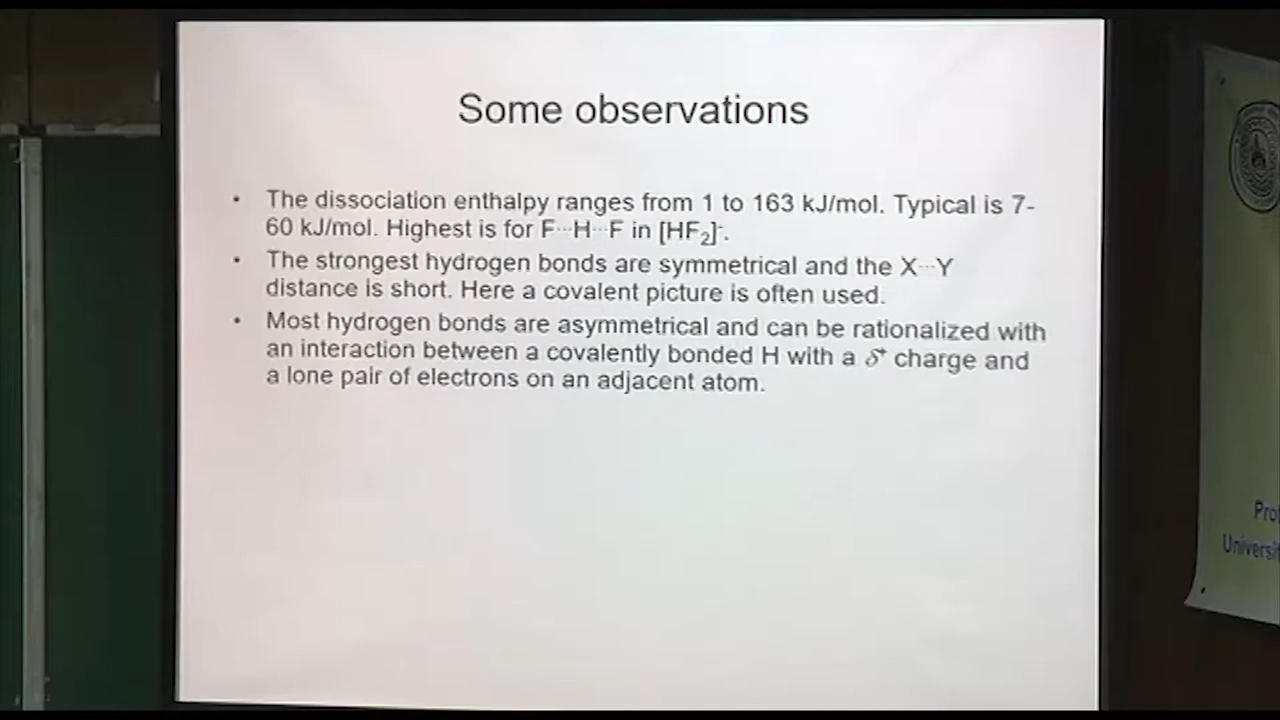 Some observations
• The dissociation enthalpy ranges from 1 to 163 kJ/mol. Typical is 7-
60 kJ/mol. Highest is for F···H···F in [HF₂]⁻.
• The strongest hydrogen bonds are symmetrical and the X···Y
distance is short. Here a covalent picture is often used.
• Most hydrogen bonds are asymmetrical and can be rationalized with
an interaction between a covalently bonded H with a δ⁺ charge and
a lone pair of electrons on an adjacent atom.